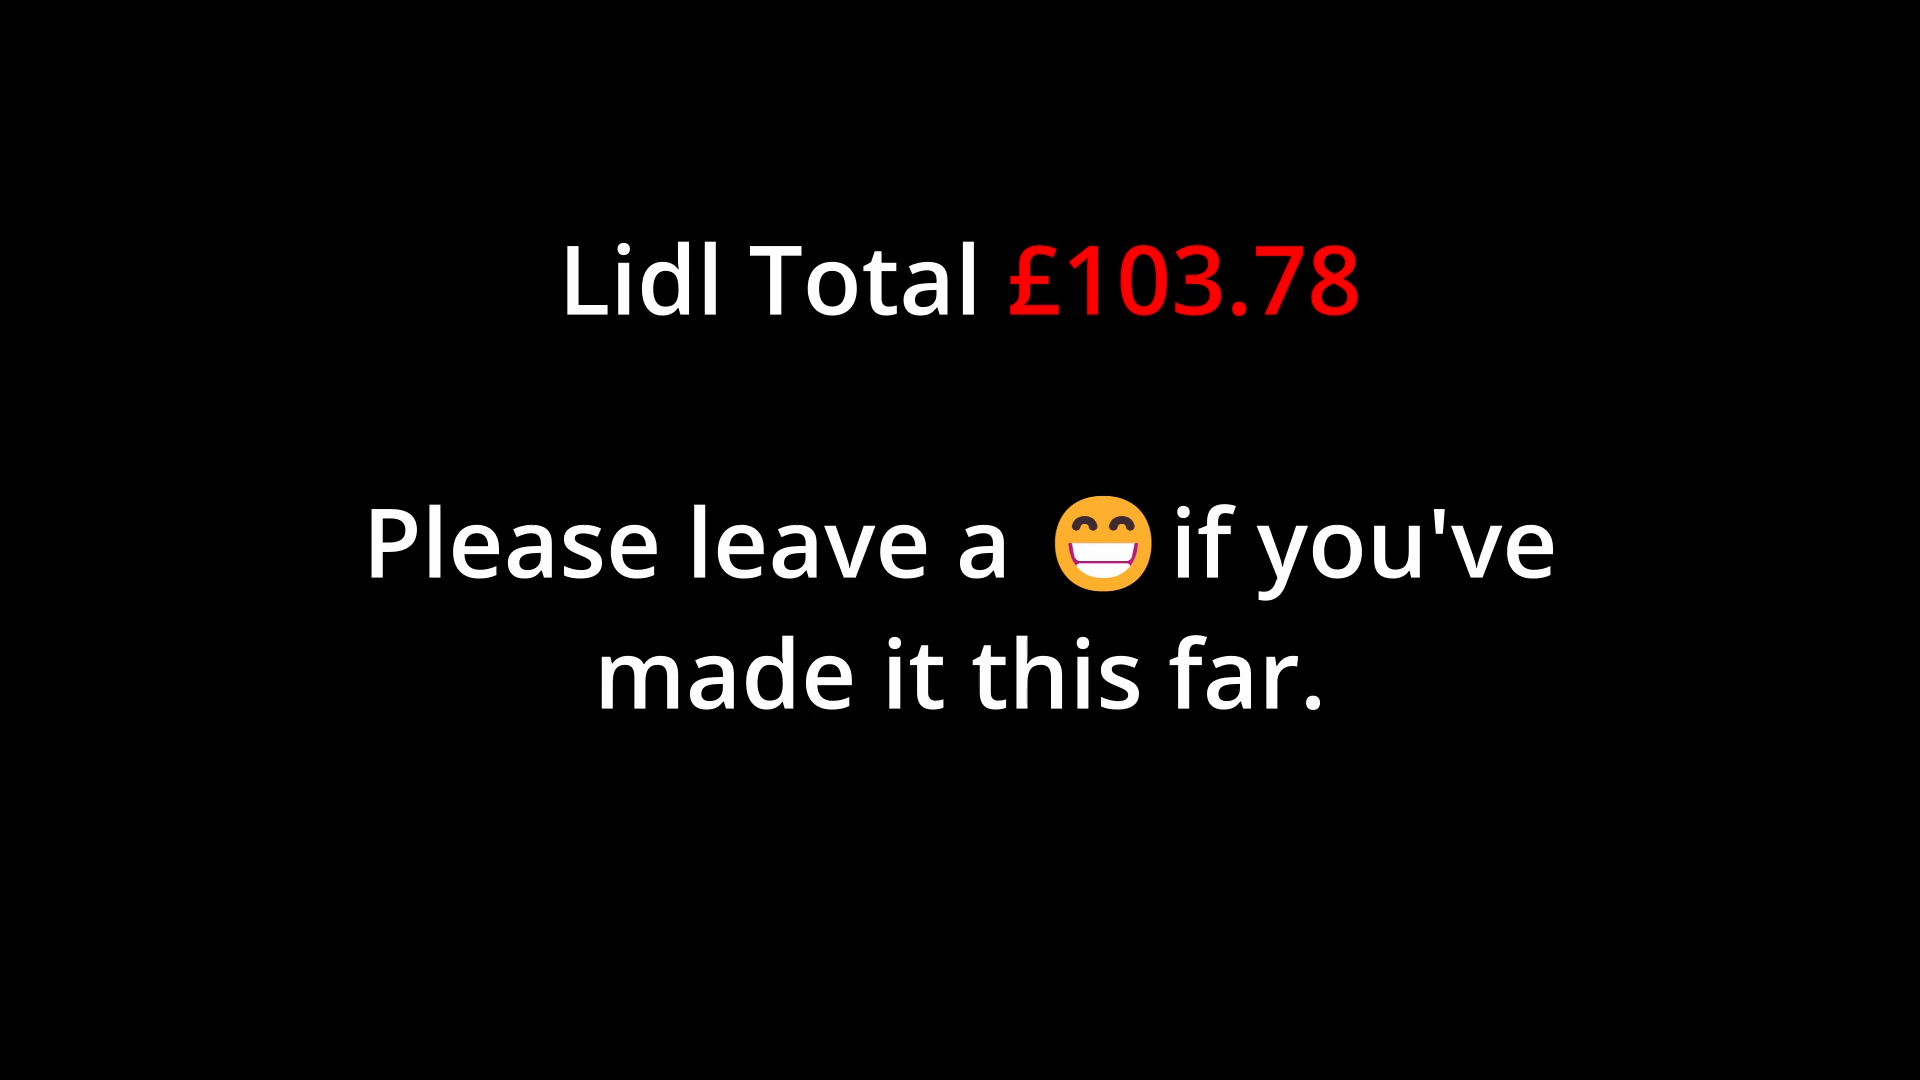 Lidl Total £103.78
Please leave a 😁 if you've
made it this far.